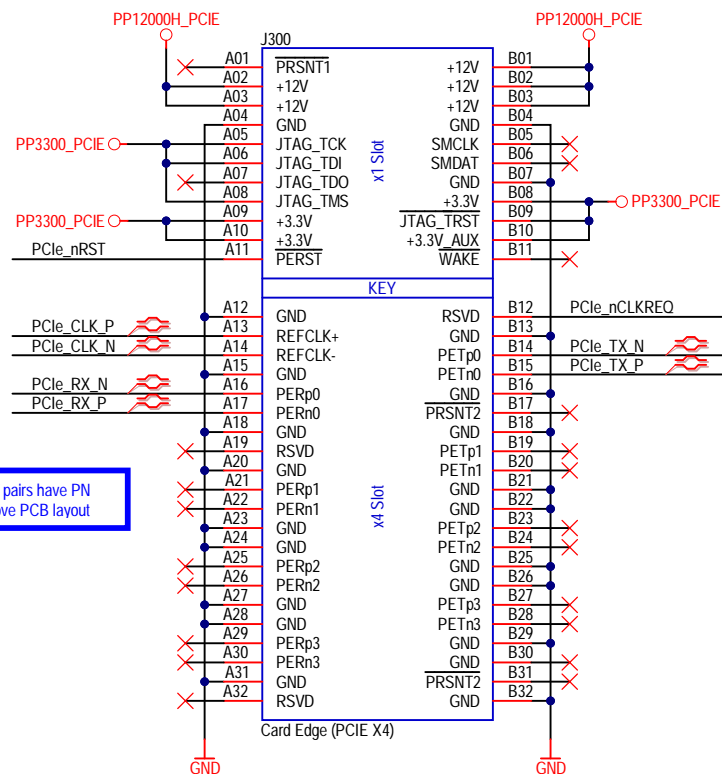 PP12000H_PCIE
PP12000H_PCIE
J300
A01 PRSNT1 +12V B01
A02 +12V +12V B02
A03 +12V +12V B03
A04 GND GND B04
PP3300_PCIE A05 JTAG_TCK SMCLK B05
A06 JTAG_TDI SMDAT B06
A07 JTAG_TDO GND B07
A08 JTAG_TMS +3.3V B08 PP3300_PCIE
PP3300_PCIE A09 +3.3V JTAG_TRST B09
A10 +3.3V +3.3V_AUX B10
PCIe_nRST A11 PERST WAKE B11
x1 Slot
KEY
A12 GND RSVD B12 PCIe_nCLKREQ
PCIe_CLK_P A13 REFCLK+ GND B13
PCIe_CLK_N A14 REFCLK- PETp0 B14 PCIe_TX_N
A15 GND PETn0 B15 PCIe_TX_P
PCIe_RX_N A16 PERp0 GND B16
PCIe_RX_P A17 PERn0 PRSNT2 B17
A18 GND GND B18
A19 RSVD PETp1 B19
A20 GND PETn1 B20
A21 PERp1 GND B21
A22 PERn1 GND B22
A23 GND PETp2 B23
A24 GND PETn2 B24
A25 PERp2 GND B25
A26 PERn2 GND B26
A27 GND PETp3 B27
A28 GND PETn3 B28
A29 PERp3 GND B29
A30 PERn3 GND B30
A31 GND PRSNT2 B31
A32 RSVD GND B32
x4 Slot
pairs have PN
ve PCB layout
Card Edge (PCIE X4)
GND
GND